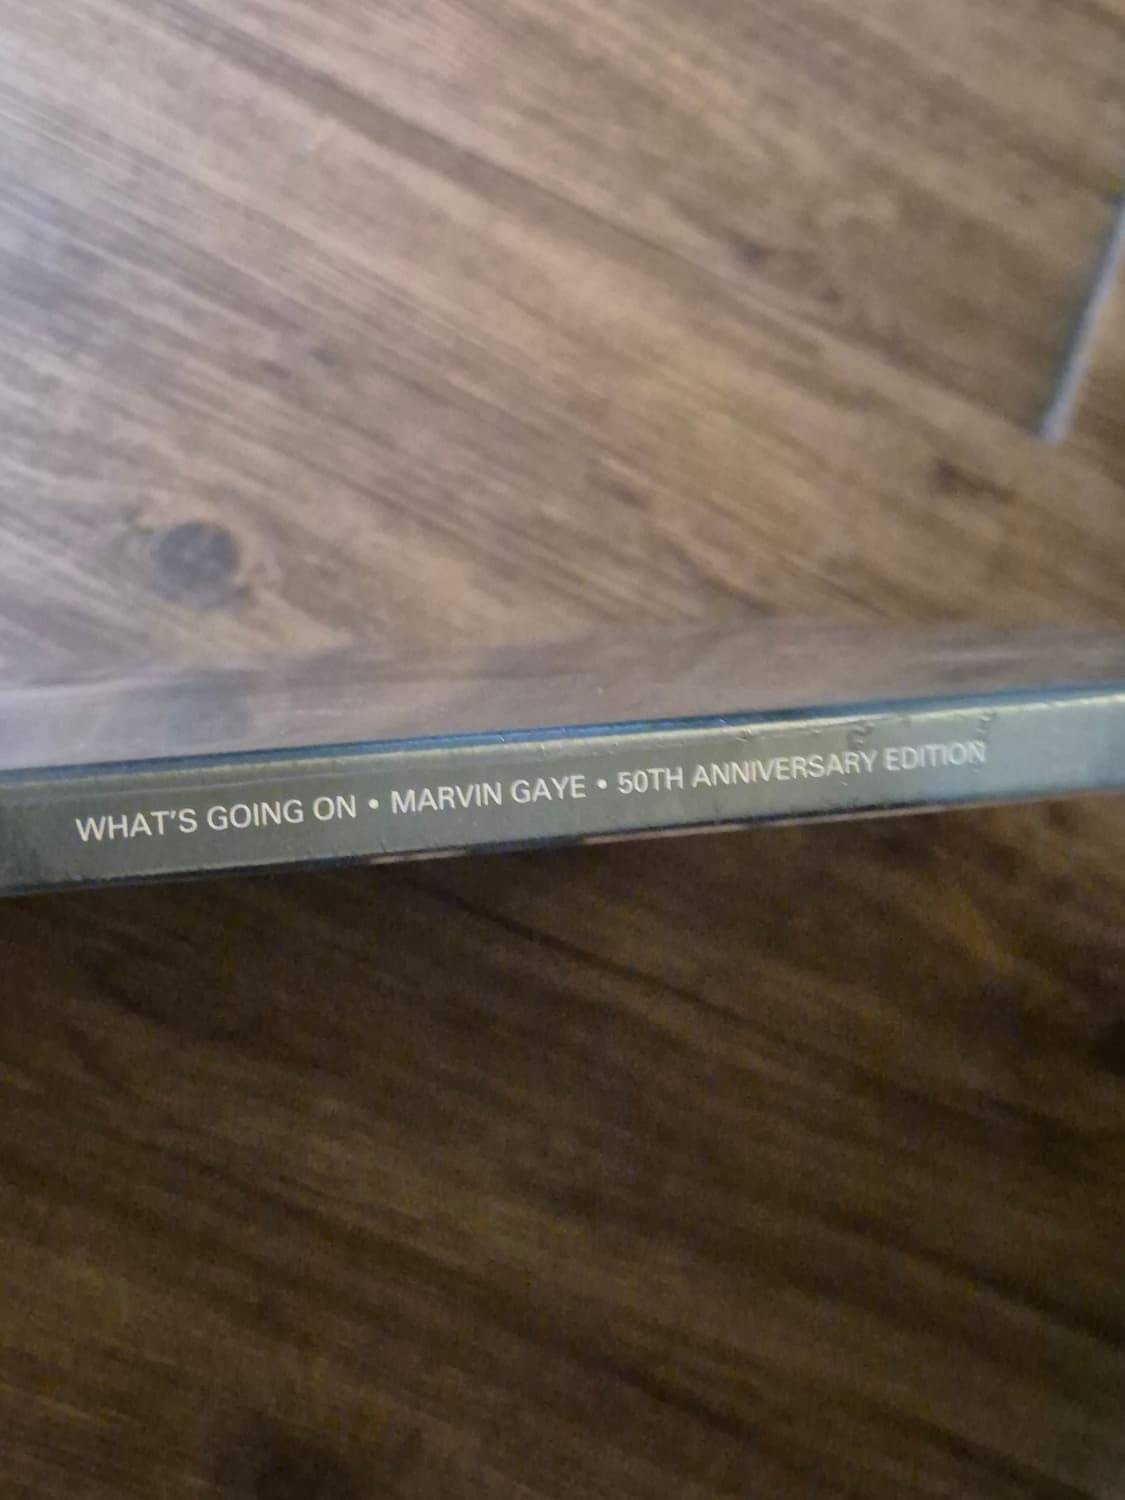 WHAT'S GOING ON • MARVIN GAYE • 50TH ANNIVERSARY EDITION